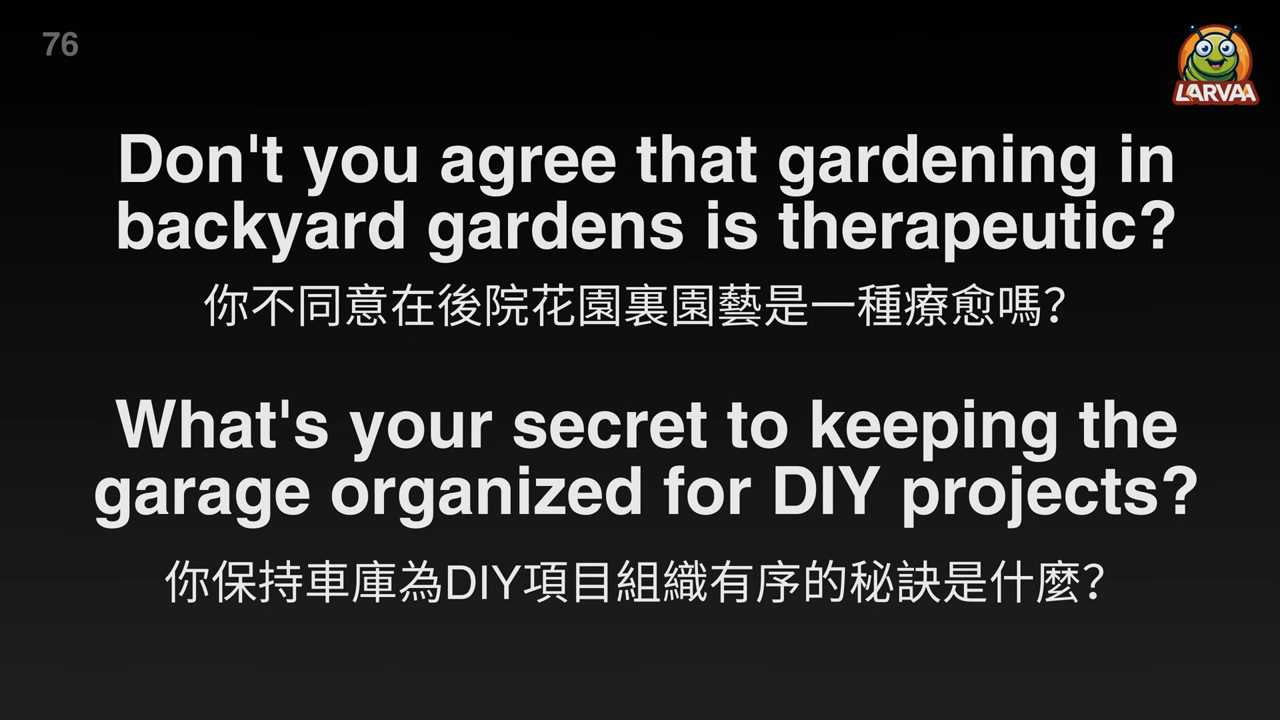 76
LARVAA
Don't you agree that gardening in
backyard gardens is therapeutic?
你不同意在後院花園裏園藝是一種療愈嗎？
What's your secret to keeping the
garage organized for DIY projects?
你保持車庫為DIY項目組織有序的秘訣是什麼？